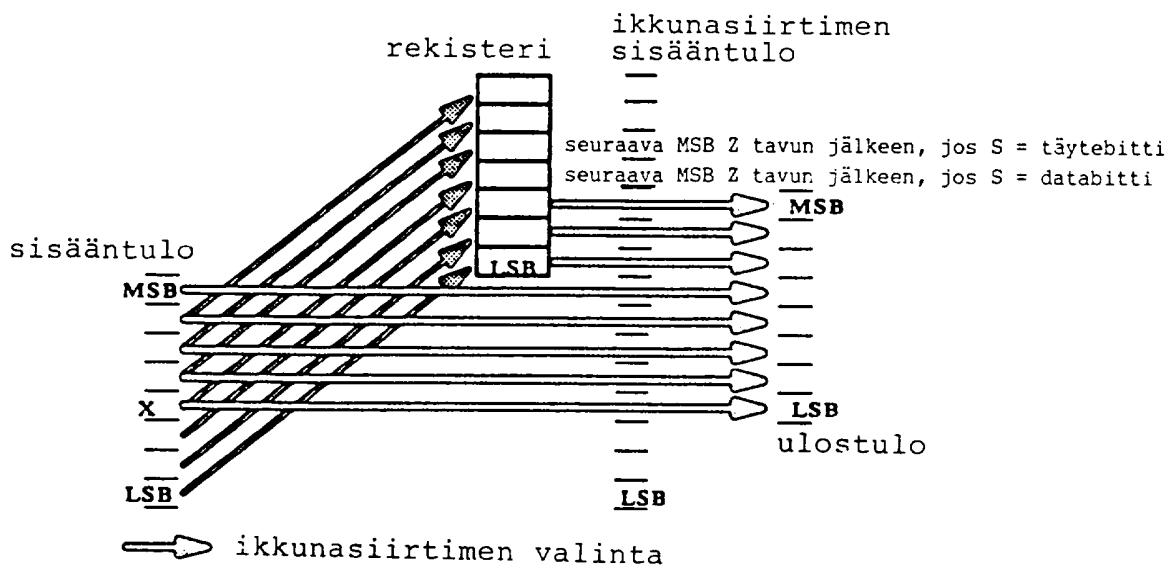 ikkunasiirtimen
sisääntulo
rekisteri
seuraava MSB Z tavun jälkeen, jos S = täytebitti
seuraava MSB Z tavun jälkeen, jos S = databitti
MSB
sisääntulo
LSB
MSB
X
LSB
ulostulo
LSB
LSB
ikkunasiirtimen valinta